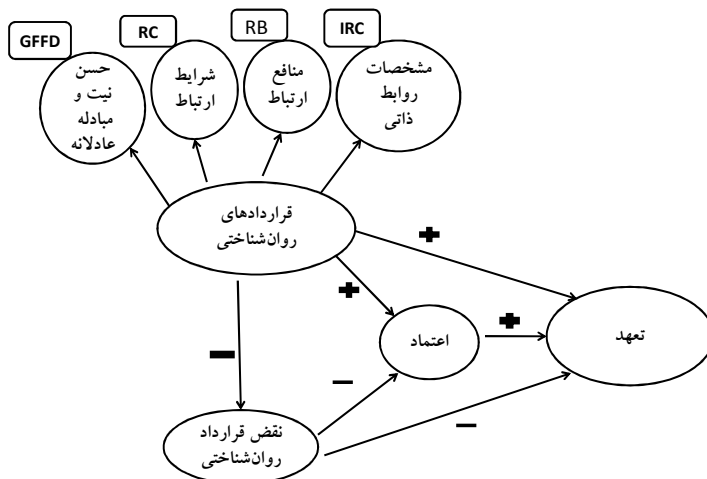 GFFD
RC
RB
IRC
حسن
نیت و
مبادله
عادلانه
شرایط
ارتباط
منافع
ارتباط
مشخصات
روابط
ذاتی
قراردادهای
روان‌شناختی
+
+
اعتماد
+
تعهد
−
−
−
نقض قرارداد
روان‌شناختی